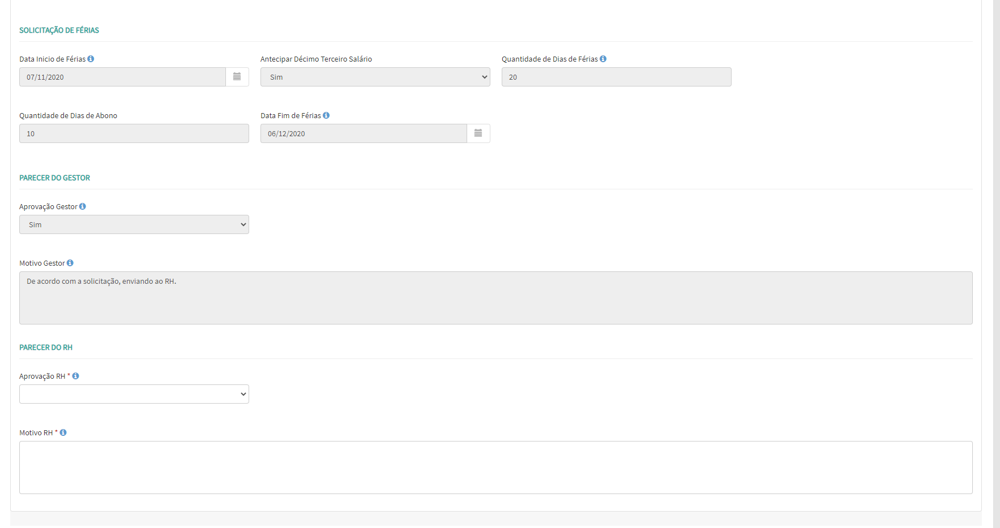 SOLICITAÇÃO DE FÉRIAS
Data Inicio de Férias
Antecipar Décimo Terceiro Salário
Quantidade de Dias de Férias
07/11/2020
Sim
20
Quantidade de Dias de Abono
Data Fim de Férias
10
06/12/2020
PARECER DO GESTOR
Aprovação Gestor
Sim
Motivo Gestor
De acordo com a solicitação, enviando ao RH.
PARECER DO RH
Aprovação RH *
Motivo RH *